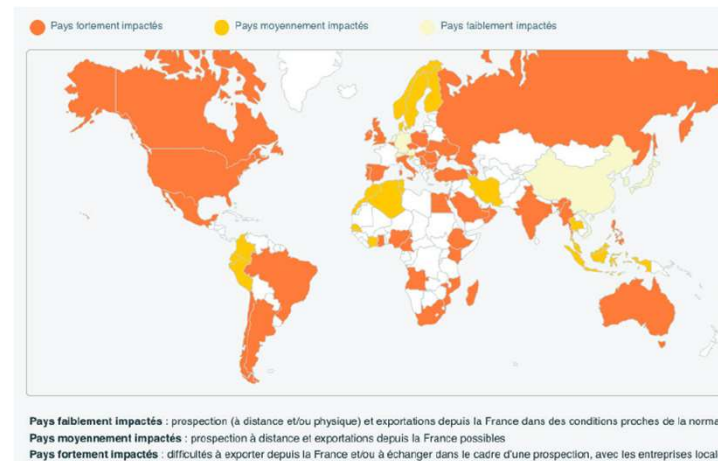 Pays fortement impactés
Pays moyennement impactés
Pays faiblement impactés
Pays faiblement impactés : prospection (à distance et/ou physique) et exportations depuis la France dans des conditions proches de la norma
Pays moyennement impactés : prospection à distance et exportations depuis la France possibles
Pays fortement impactés : difficultés à exporter depuis la France et/ou à échanger dans le cadre d'une prospection, avec les entreprises local